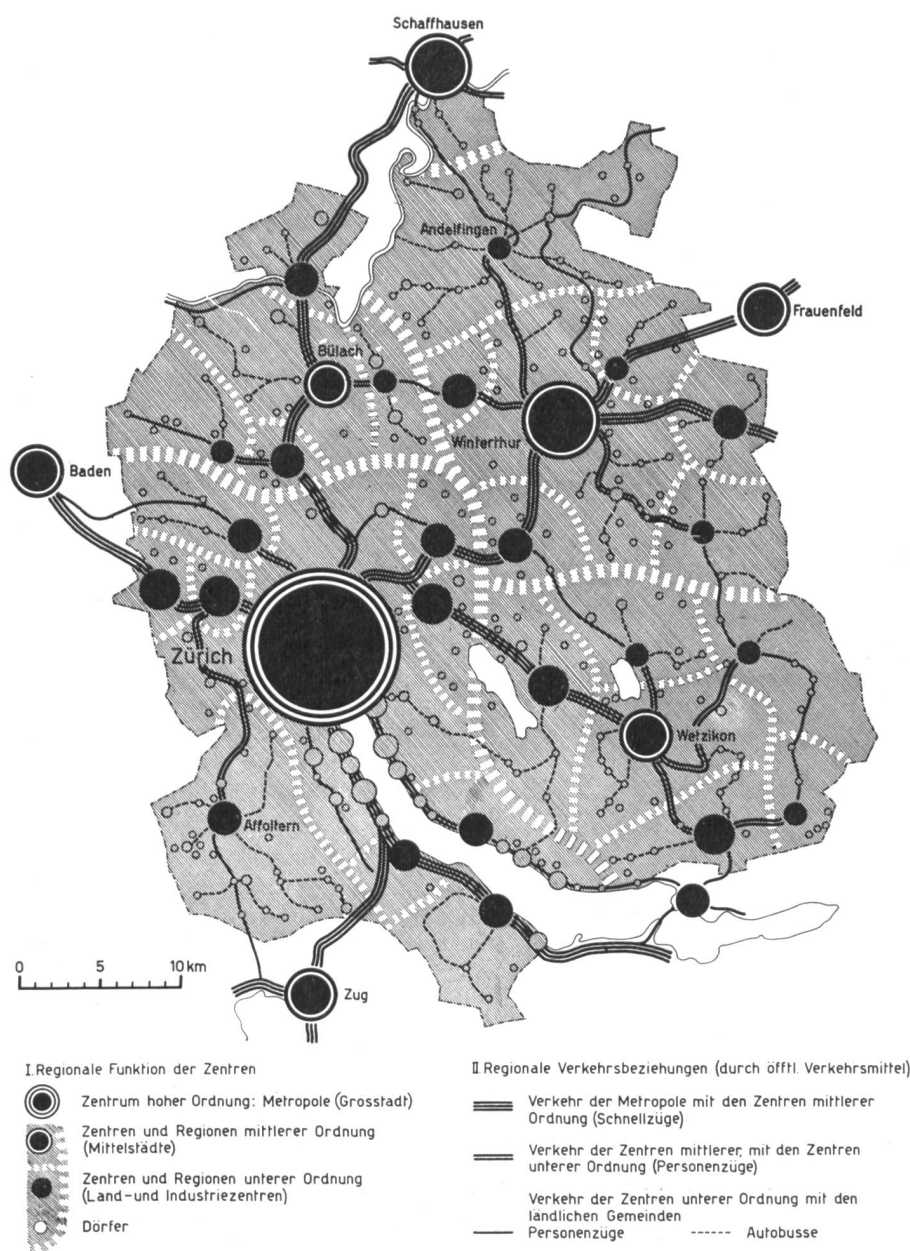 Schaffhausen
Andelfingen
Frauenfeld
Bülach
Winterthur
Baden
Zürich
Wetzikon
Affoltern
0 5 10 km
Zug
I. Regionale Funktion der Zentren
Zentrum hoher Ordnung: Metropole (Grosstadt)
Zentren und Regionen mittlerer Ordnung
(Mittelstädte)
Zentren und Regionen unterer Ordnung
(Land- und Industriezentren)
Dörfer
II. Regionale Verkehrsbeziehungen (durch öfftl. Verkehrsmittel)
Verkehr der Metropole mit den Zentren mittlerer
Ordnung (Schnellzüge)
Verkehr der Zentren mittlerer, mit den Zentren
unterer Ordnung (Personenzüge)
Verkehr der Zentren unterer Ordnung mit den
ländlichen Gemeinden
Personenzüge Autobusse